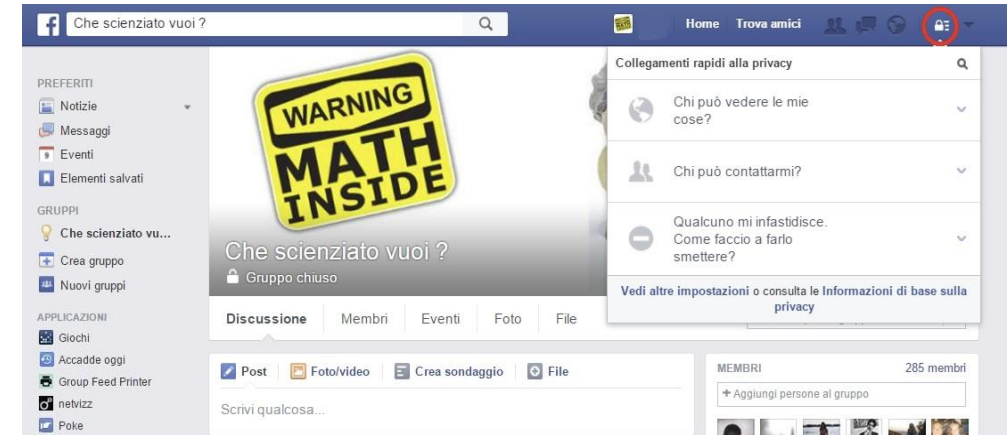 Che scienziato vuoi ?
Home Trova amici
Collegamenti rapidi alla privacy
Chi può vedere le mie
cose?
Chi può contattarmi?
Qualcuno mi infastidisce.
Come faccio a farlo
smettere?
Vedi altre impostazioni o consulta le Informazioni di base sulla
privacy
PREFERITI
Notizie
Messaggi
9 Eventi
Elementi salvati
GRUPPI
Che scienziato vu...
Crea gruppo
Nuovi gruppi
APPLICAZIONI
Giochi
Accadde oggi
Group Feed Printer
netvizz
Poke
WARNING
MATH
INSIDE
Che scienziato vuoi ?
Gruppo chiuso
Discussione Membri Eventi Foto File
Post Foto/video Crea sondaggio File
Scrivi qualcosa...
MEMBRI 285 membri
+ Aggiungi persone al gruppo